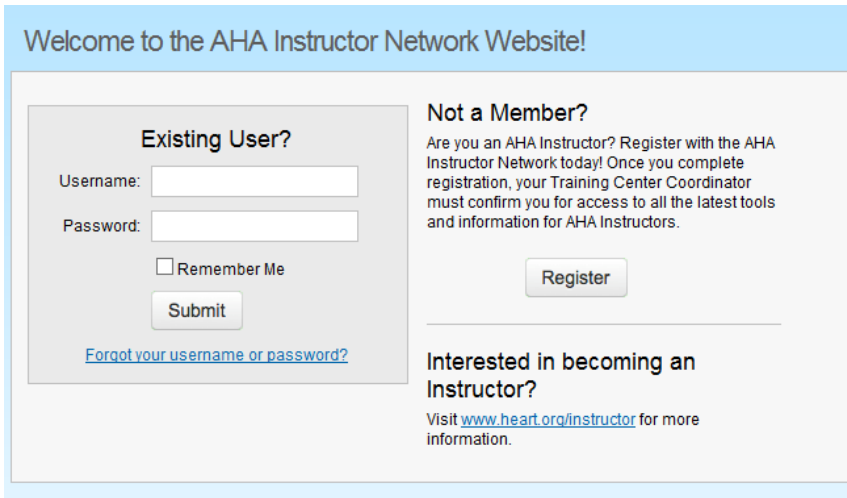 Welcome to the AHA Instructor Network Website!
Existing User?
Username:
Password:
Remember Me
Submit
Forgot your username or password?
Not a Member?
Are you an AHA Instructor? Register with the AHA
Instructor Network today! Once you complete
registration, your Training Center Coordinator
must confirm you for access to all the latest tools
and information for AHA Instructors.
Register
Interested in becoming an
Instructor?
Visit www.heart.org/instructor for more
information.